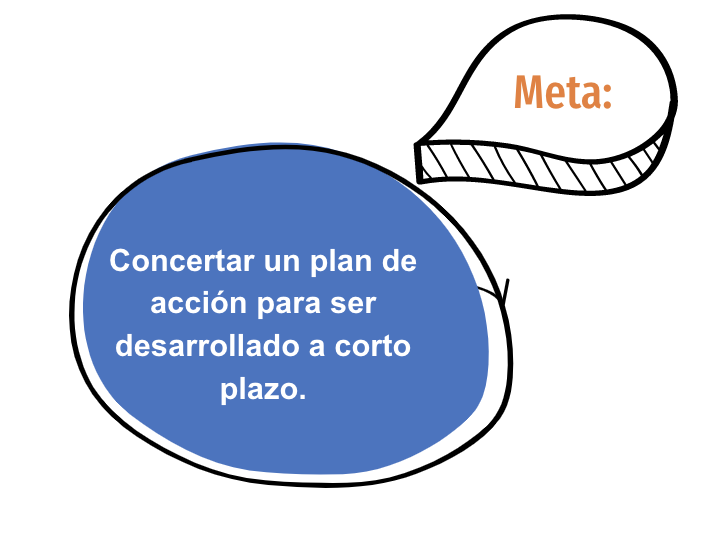 Meta:
Concertar un plan de
acción para ser
desarrollado a corto
plazo.